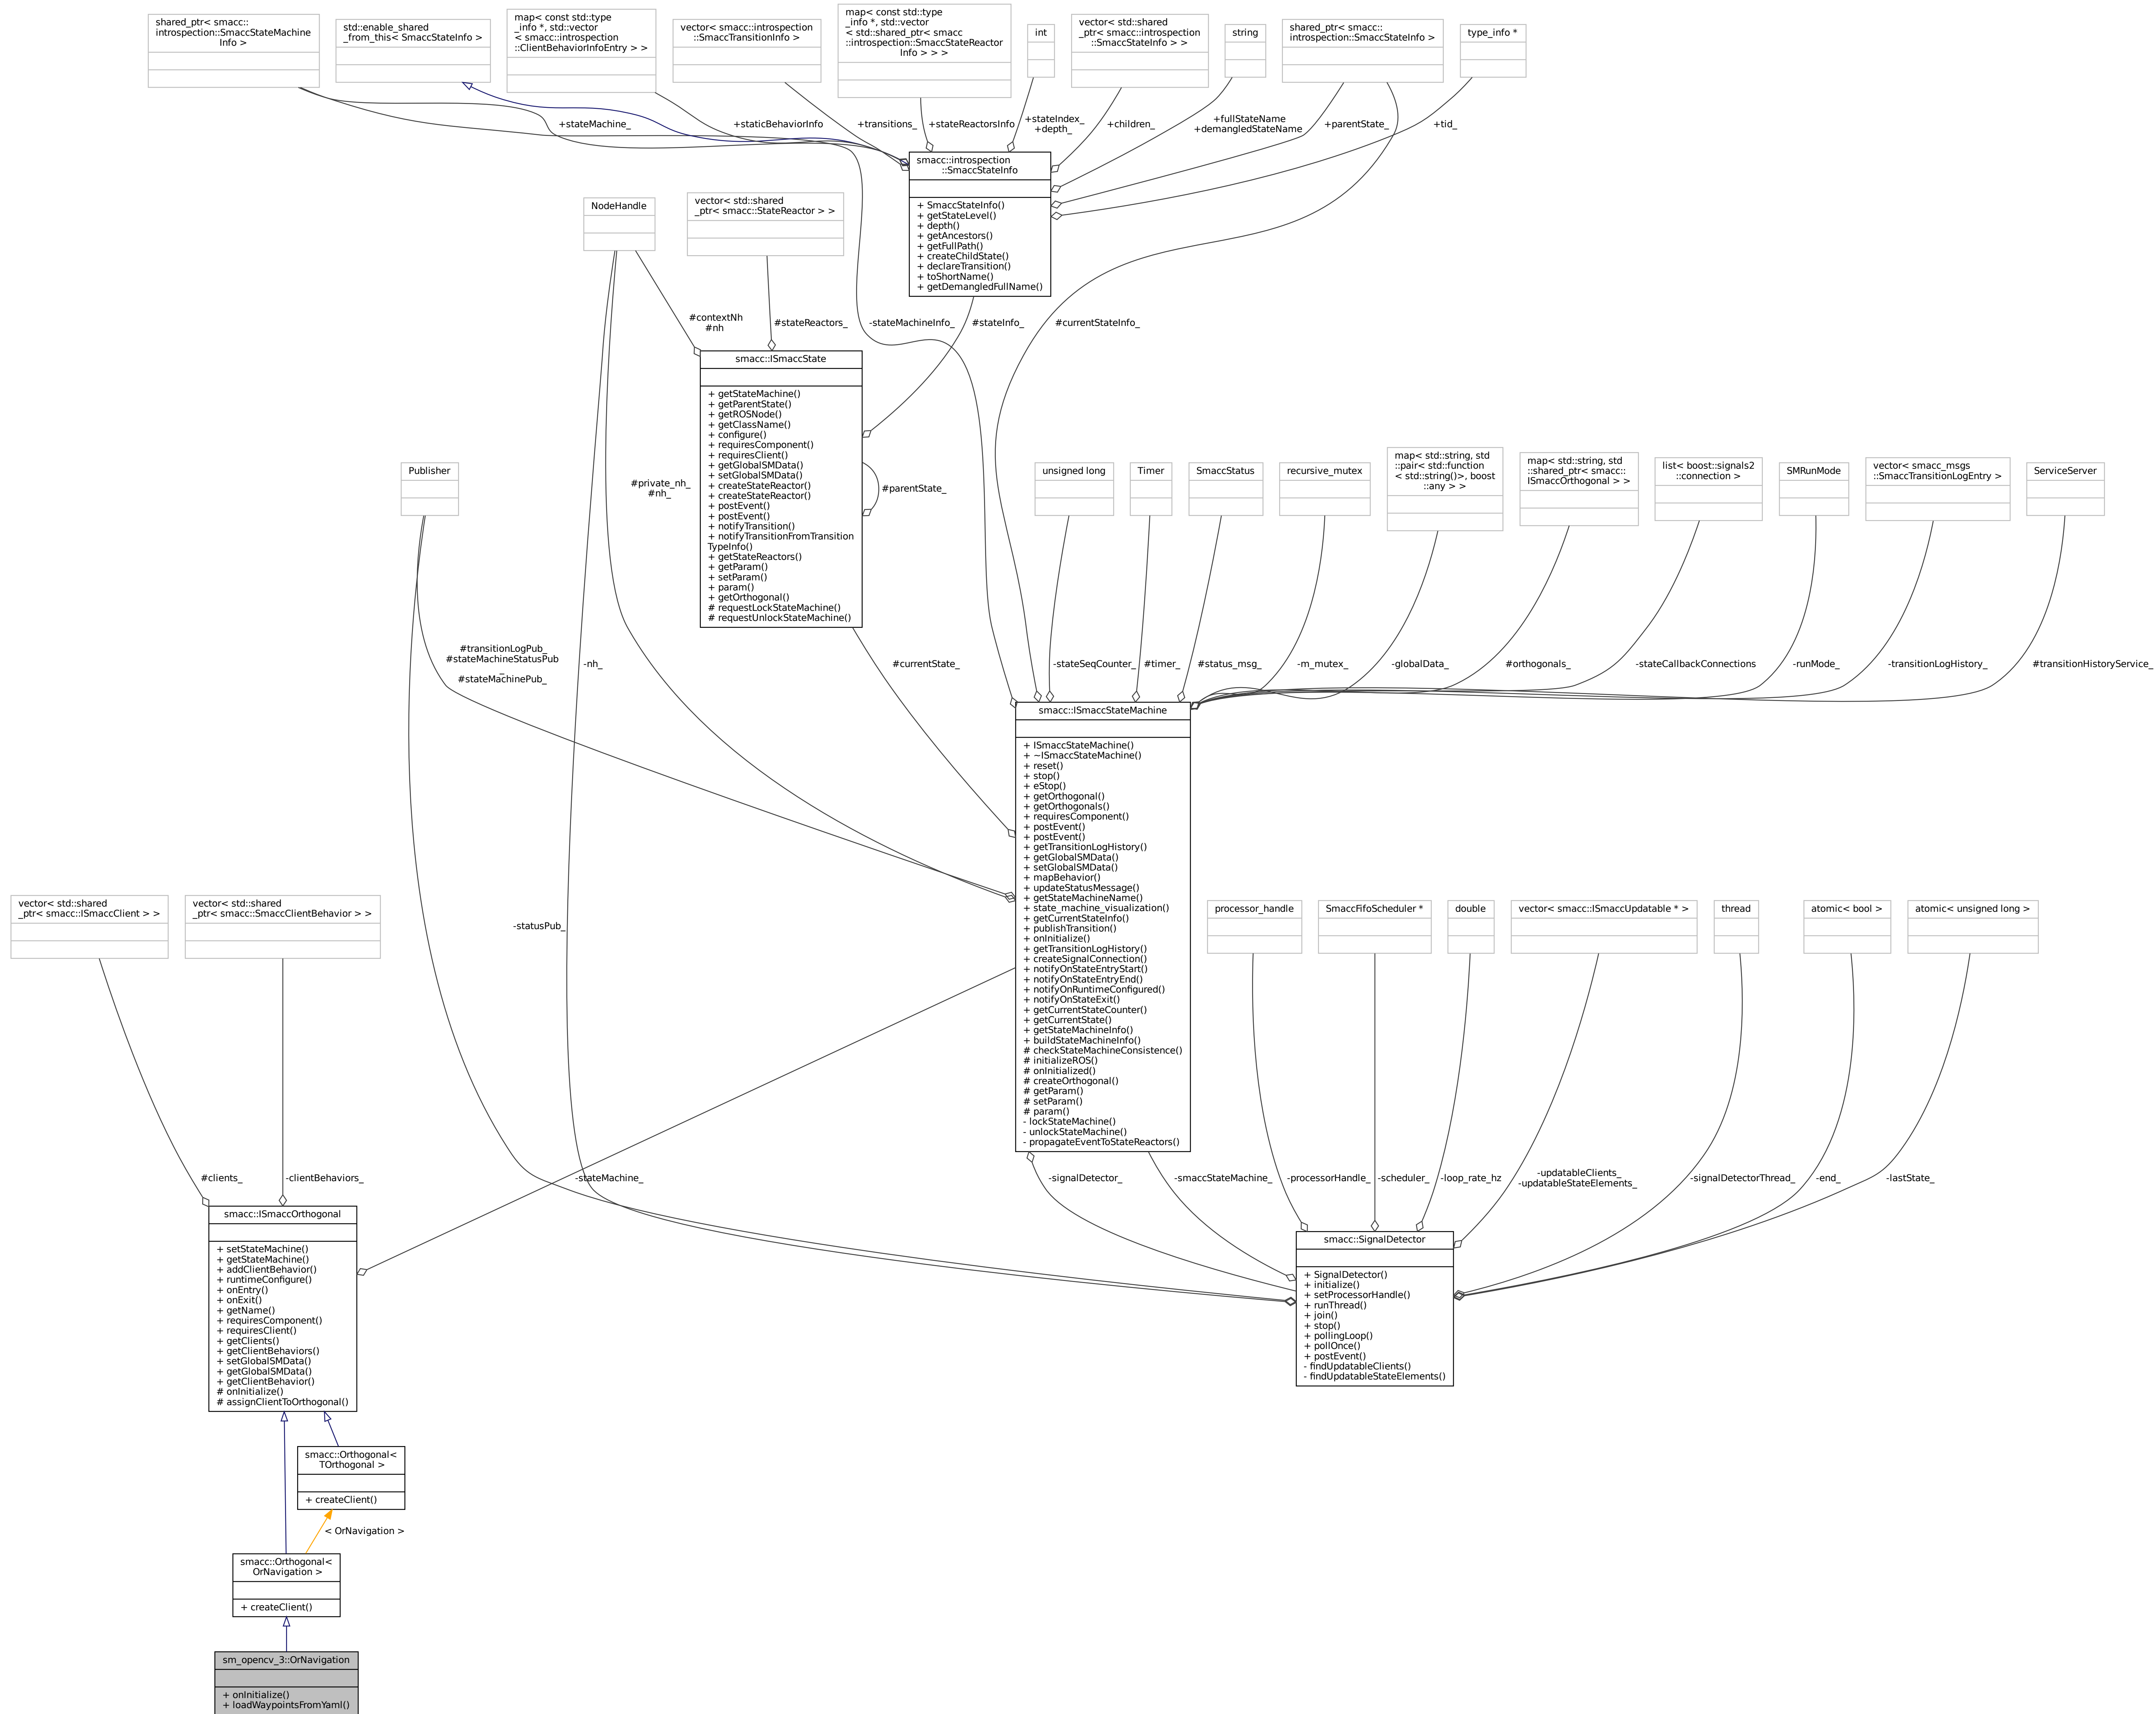 shared_ptr< smacc::
introspection::SmaccStateMachine
Info >
std::enable_shared
_from_this< SmaccStateInfo >
map< const std::type
_info *, std::vector
< smacc::introspection
::ClientBehaviorInfoEntry > >
vector< smacc::introspection
::SmaccTransitionInfo >
map< const std::type
_info *, std::vector
< std::shared_ptr< smacc
::introspection::SmaccStateReactor
Info > > >
int
vector< std::shared
_ptr< smacc::introspection
::SmaccStateInfo > >
string
shared_ptr< smacc::
introspection::SmaccStateInfo >
type_info *
+stateMachine_
+staticBehaviorInfo
+transitions_
+stateReactorsInfo
+stateIndex_
+depth_
+children_
+fullStateName
+demangledStateName
+parentState_
+tid_
smacc::introspection
::SmaccStateInfo
+ SmaccStateInfo()
+ getStateLevel()
+ depth()
+ getAncestors()
+ getFullPath()
+ createChildState()
+ declareTransition()
+ toShortName()
+ getDemangledFullName()
NodeHandle
vector< std::shared
_ptr< smacc::StateReactor > >
#contextNh
#nh
#stateReactors_
-stateMachineInfo_
#stateInfo_
#currentStateInfo_
smacc::ISmaccState
+ getStateMachine()
+ getParentState()
+ getROSNode()
+ getClassName()
+ configure()
+ requiresComponent()
+ requiresClient()
+ getGlobalSMData()
+ setGlobalSMData()
+ createStateReactor()
+ createStateReactor()
+ postEvent()
+ postEvent()
+ notifyTransition()
+ notifyTransitionFromTransition
TypeInfo()
+ getStateReactors()
+ getParam()
+ setParam()
+ param()
+ getOrthogonal()
# requestLockStateMachine()
# requestUnlockStateMachine()
#parentState_
Publisher
#private_nh_
#nh_
unsigned long
Timer
SmaccStatus
recursive_mutex
map< std::string, std
::pair< std::function
< std::string()>, boost
::any > >
map< std::string, std
::shared_ptr< smacc::
ISmaccOrthogonal > >
list< boost::signals2
::connection >
SMRunMode
vector< smacc_msgs
::SmaccTransitionLogEntry >
ServiceServer
#transitionLogPub_
#stateMachineStatusPub
_
#stateMachinePub_
-nh_
#currentState_
-stateSeqCounter_
#timer_
#status_msg_
-m_mutex_
-globalData_
#orthogonals_
-stateCallbackConnections
-runMode_
-transitionLogHistory_
#transitionHistoryService_
smacc::ISmaccStateMachine
+ ISmaccStateMachine()
+ ~ISmaccStateMachine()
+ reset()
+ stop()
+ eStop()
+ getOrthogonal()
+ getOrthogonals()
+ requiresComponent()
+ postEvent()
+ postEvent()
+ getTransitionLogHistory()
+ getGlobalSMData()
+ setGlobalSMData()
+ mapBehavior()
+ updateStatusMessage()
+ getStateMachineName()
+ state_machine_visualization()
+ getCurrentStateInfo()
+ publishTransition()
+ onInitialize()
+ getTransitionLogHistory()
+ createSignalConnection()
+ notifyOnStateEntryStart()
+ notifyOnStateEntryEnd()
+ notifyOnRuntimeConfigured()
+ notifyOnStateExit()
+ getCurrentStateCounter()
+ getCurrentState()
+ getStateMachineInfo()
+ buildStateMachineInfo()
# checkStateMachineConsistence()
# initializeROS()
# onInitialized()
# createOrthogonal()
# getParam()
# setParam()
# param()
- lockStateMachine()
- unlockStateMachine()
- propagateEventToStateReactors()
vector< std::shared
_ptr< smacc::ISmaccClient > >
vector< std::shared
_ptr< smacc::SmaccClientBehavior > >
-statusPub_
processor_handle
SmaccFifoScheduler *
double
vector< smacc::ISmaccUpdatable * >
thread
atomic< bool >
atomic< unsigned long >
#clients_
-clientBehaviors_
-stateMachine_
-signalDetector_
-smaccStateMachine_
-processorHandle_
-scheduler_
-loop_rate_hz
-updatableClients_
-updatableStateElements_
-signalDetectorThread_
-end_
-lastState_
smacc::ISmaccOrthogonal
+ setStateMachine()
+ getStateMachine()
+ addClientBehavior()
+ runtimeConfigure()
+ onEntry()
+ onExit()
+ getName()
+ requiresComponent()
+ requiresClient()
+ getClients()
+ getClientBehaviors()
+ setGlobalSMData()
+ getGlobalSMData()
+ getClientBehavior()
# onInitialize()
# assignClientToOrthogonal()
smacc::SignalDetector
+ SignalDetector()
+ initialize()
+ setProcessorHandle()
+ runThread()
+ join()
+ stop()
+ pollingLoop()
+ pollOnce()
+ postEvent()
- findUpdatableClients()
- findUpdatableStateElements()
smacc::Orthogonal<
TOrthogonal >
+ createClient()
< OrNavigation >
smacc::Orthogonal<
OrNavigation >
+ createClient()
sm_opencv_3::OrNavigation
+ onInitialize()
+ loadWaypointsFromYaml()